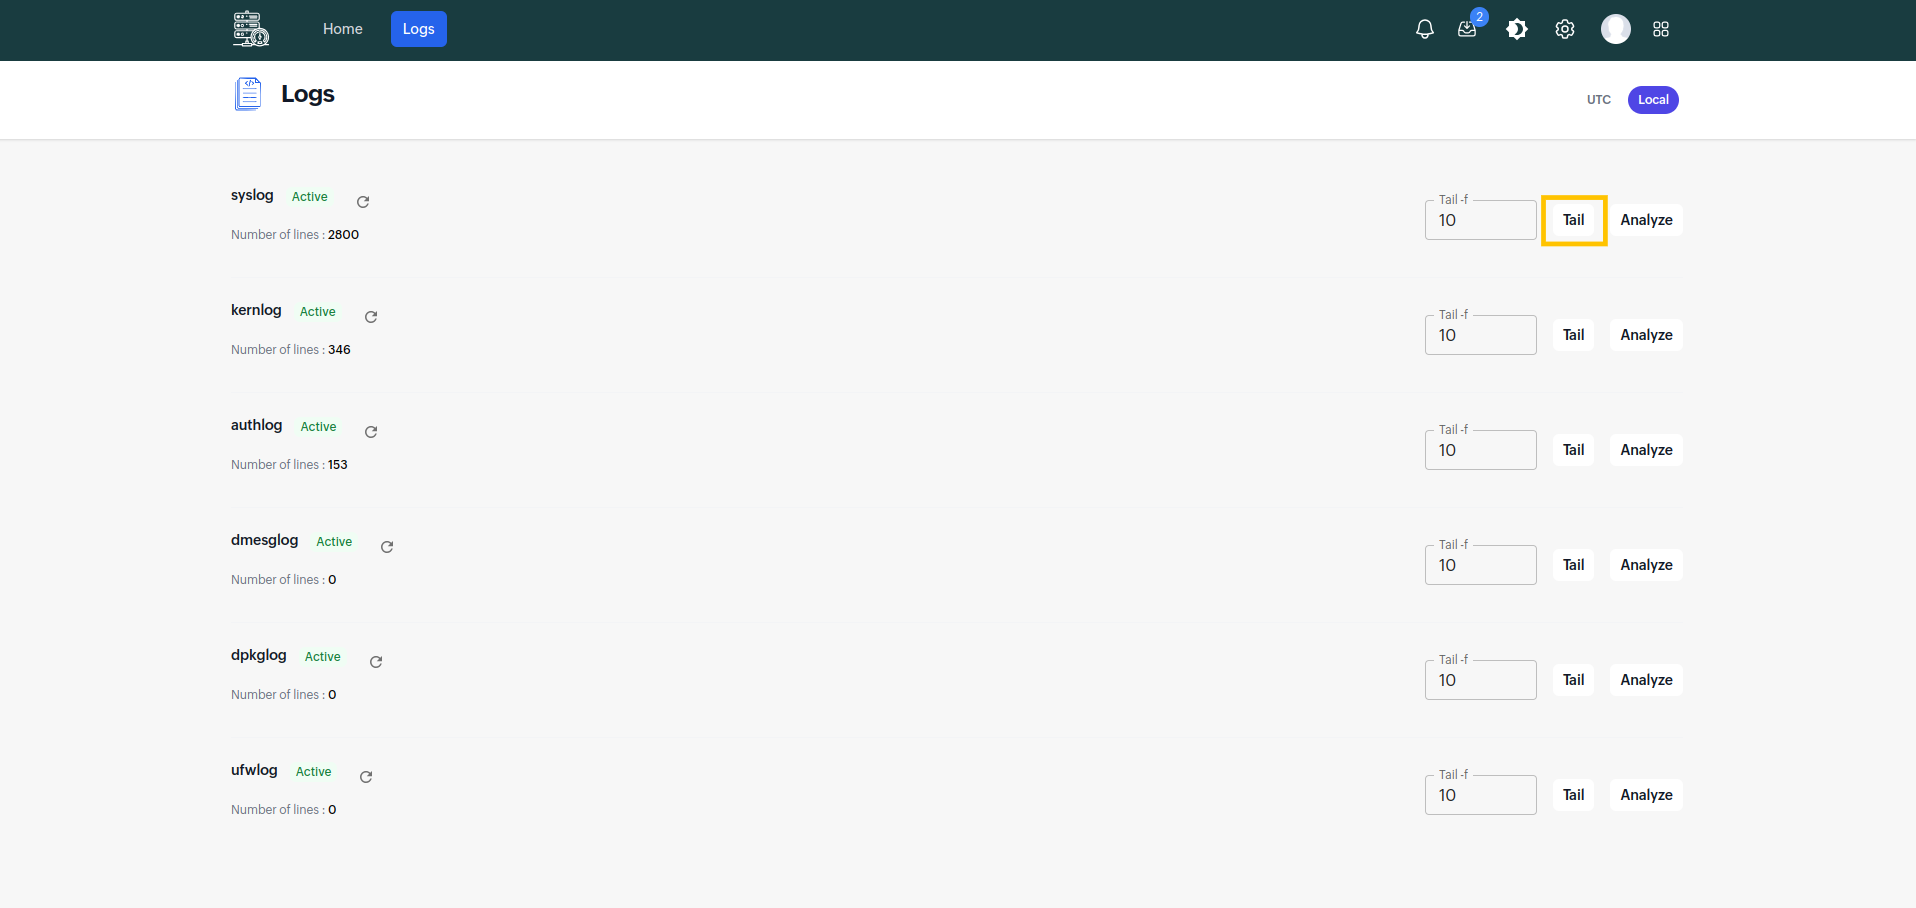 Home Logs 2
Logs UTC Local
syslog Active
Number of lines : 2800
Tail -f
10 Tail Analyze
kernlog Active
Number of lines : 346
Tail -f
10 Tail Analyze
authlog Active
Number of lines : 153
Tail -f
10 Tail Analyze
dmesglog Active
Number of lines : 0
Tail -f
10 Tail Analyze
dpkglog Active
Number of lines : 0
Tail -f
10 Tail Analyze
ufwlog Active
Number of lines : 0
Tail -f
10 Tail Analyze